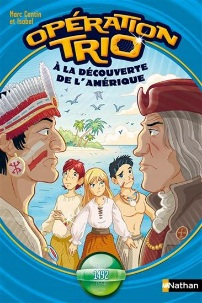 Marc Cantin
et Isabel
OPÉRATION
TRIO
À LA DÉCOUVERTE
DE L'AMÉRIQUE
1492
Nathan